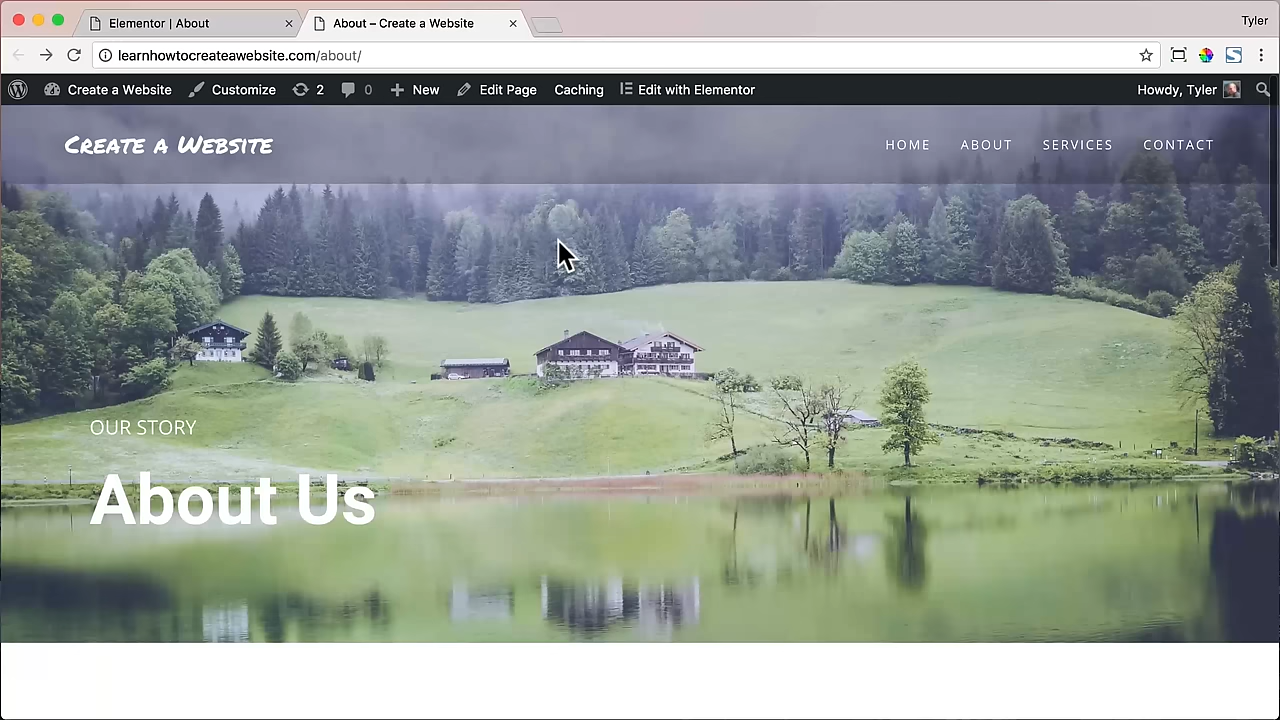 Elementor | About
About – Create a Website
Tyler
learnhowtocreateawebsite.com/about/
Create a Website
Customize
2
0
New
Edit Page
Caching
Edit with Elementor
Howdy, Tyler
Create a Website
HOME
ABOUT
SERVICES
CONTACT
OUR STORY
About Us